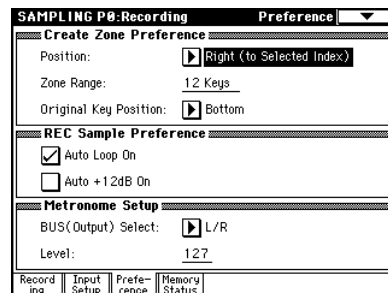 SAMPLING P0:Recording Preference
Create Zone Preference
Position: Right (to Selected Index)
Zone Range: 12 Keys
Original Key Position: Bottom
REC Sample Preference
Auto Loop On
Auto +12dB On
Metronome Setup
BUS(Output) Select: L/R
Level: 127
Record Input Prefe- Memory
ing Setup rence Status